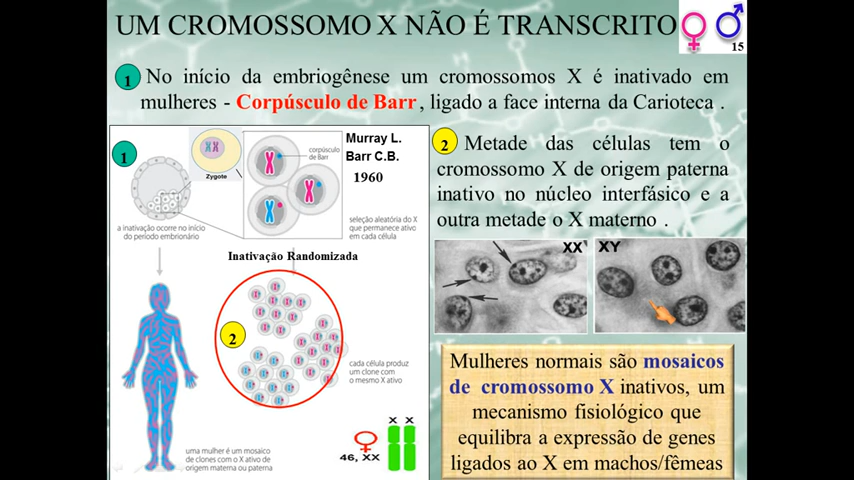 UM CROMOSSOMO X NÃO É TRANSCRITO
15
1 No início da embriogênese um cromossomos X é inativado em
mulheres - Corpúsculo de Barr , ligado a face interna da Carioteca .
1
Zygote
corpúsculo
de Barr
Murray L.
Barr C.B.
1960
a inativação ocorre no início
do período embrionário
seleção aleatória do X
que permanece ativo
em cada célula
Inativação Randomizada
2
cada célula produz
um clone com
o mesmo X ativo
uma mulher é um mosaico
de clones com o X ativo de
origem materna ou paterna
X X
46, XX
2 Metade das células tem o
cromossomo X de origem paterna
inativo no núcleo interfásico e a
outra metade o X materno .
XX
XY
Mulheres normais são mosaicos
de cromossomo X inativos, um
mecanismo fisiológico que
equilibra a expressão de genes
ligados ao X em machos/fêmeas